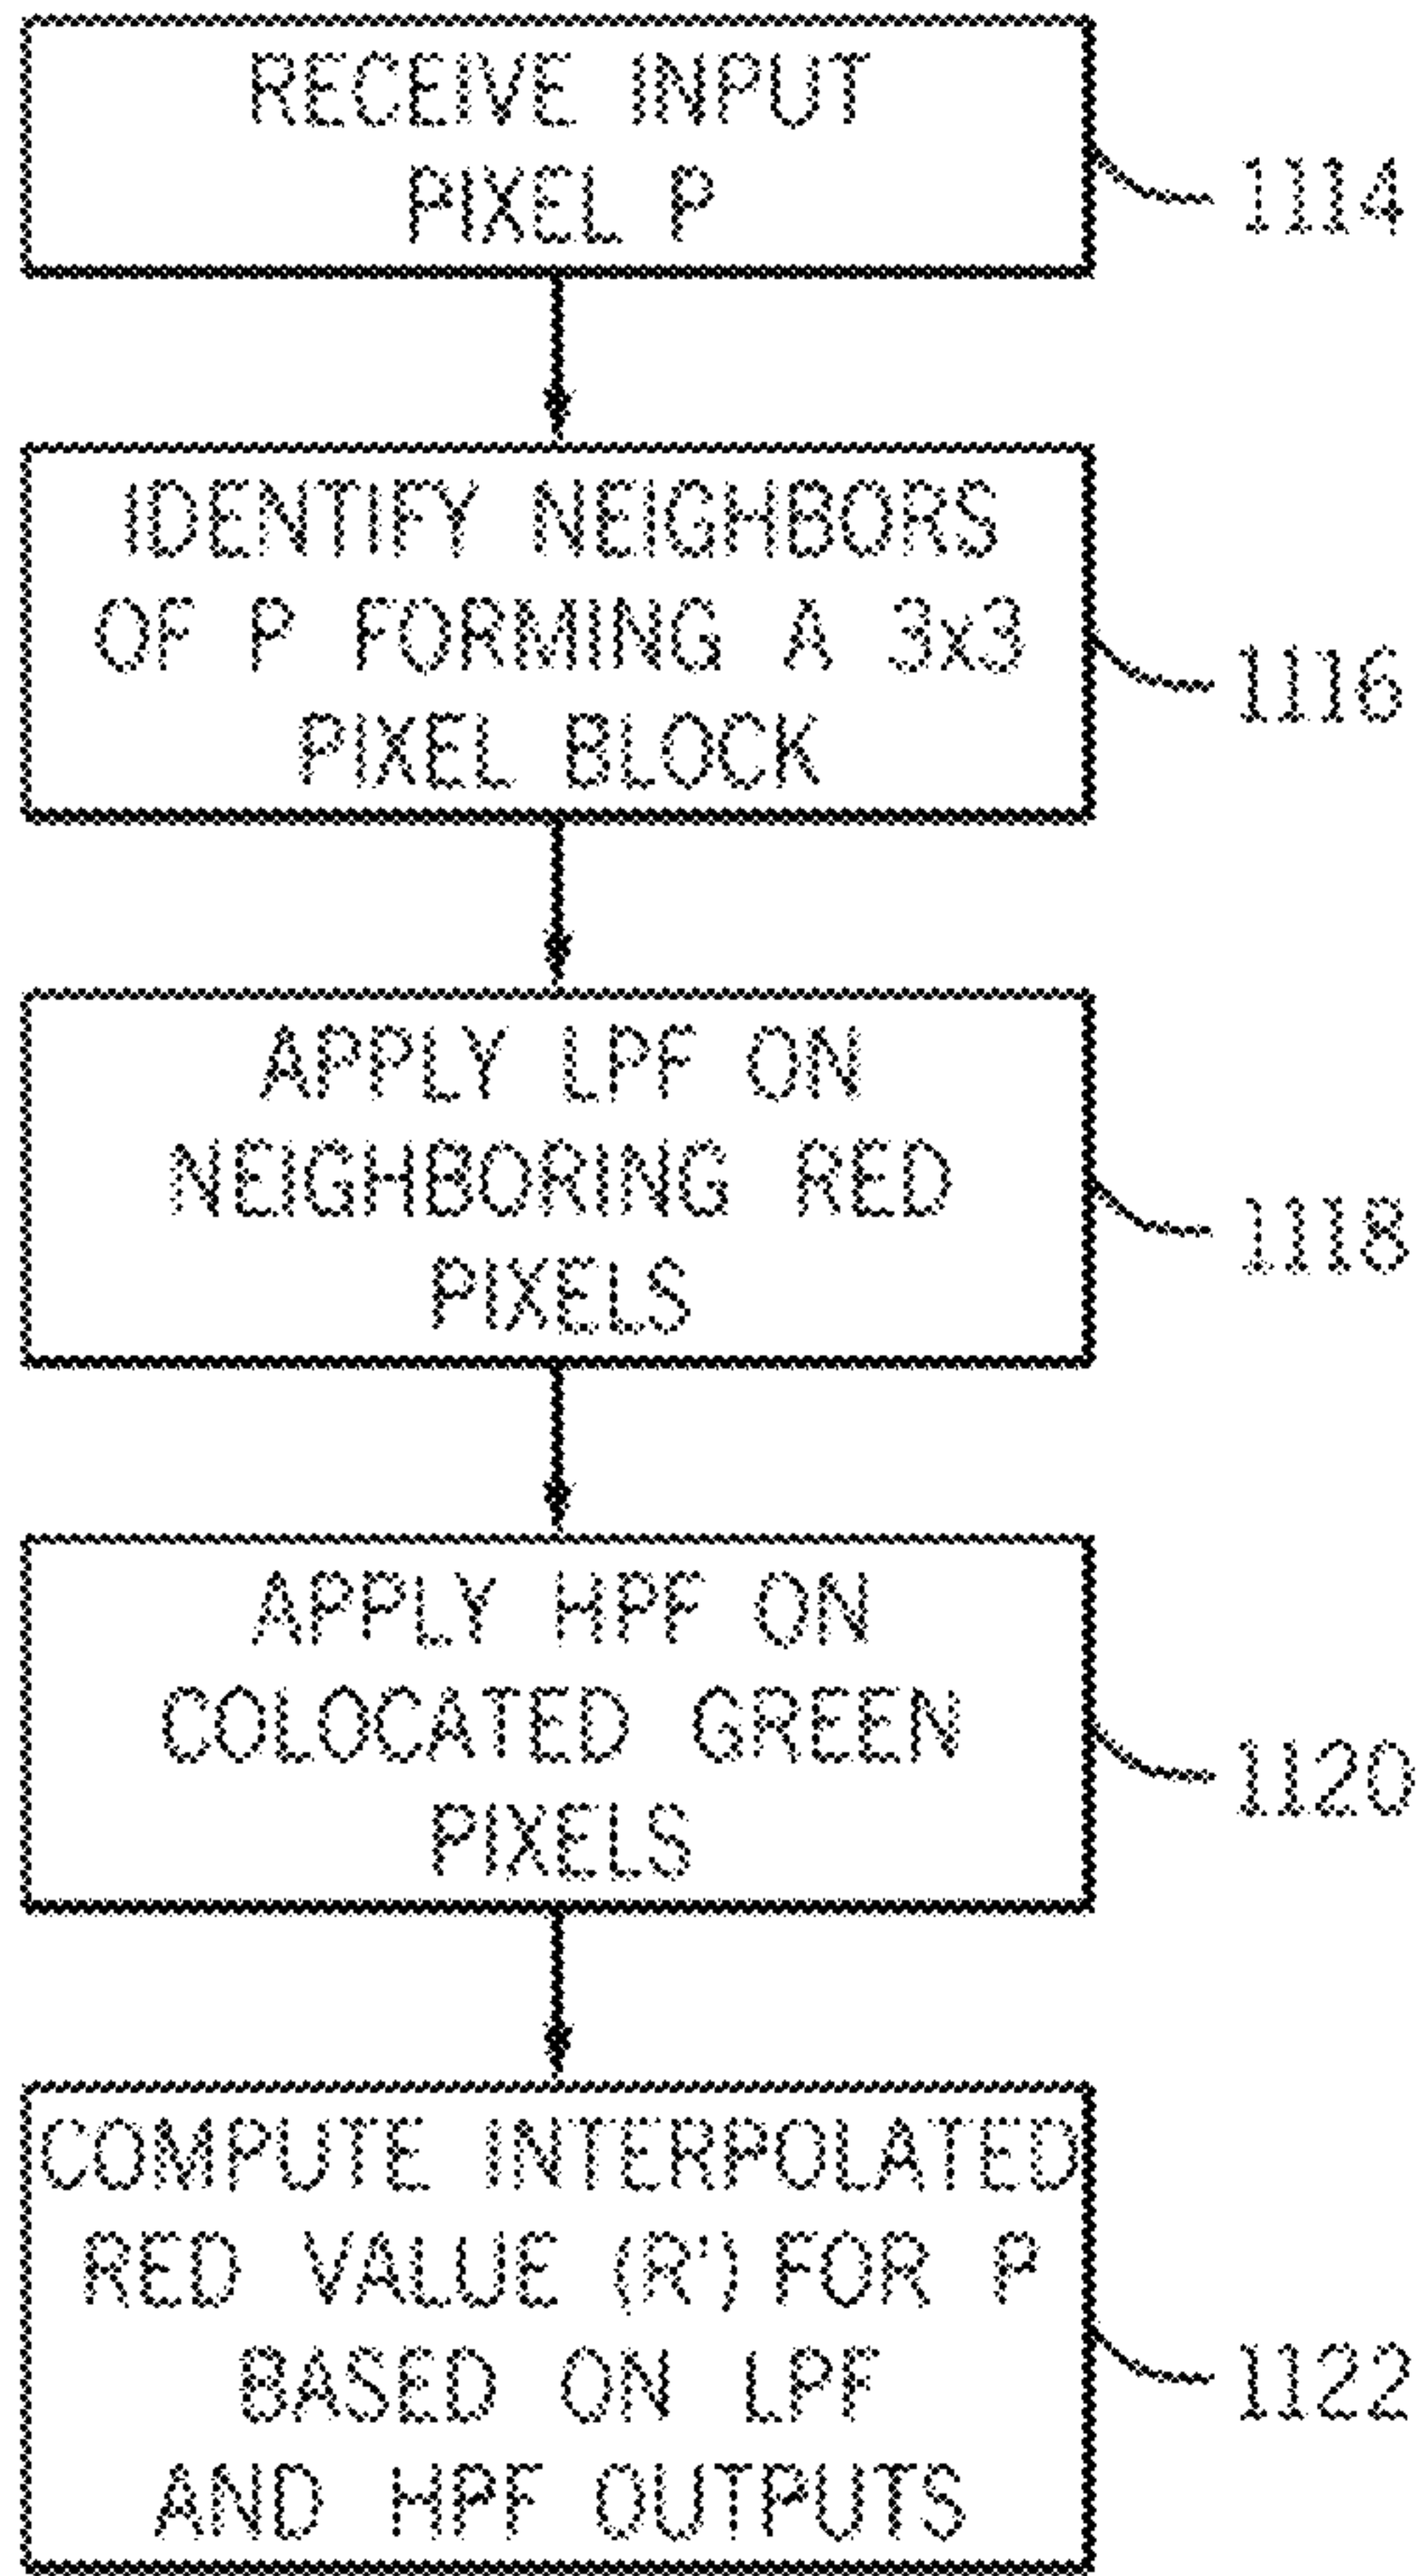 RECEIVE INPUT
PIXEL P
1114
IDENTIFY NEIGHBORS
OF P FORMING A 3x3
PIXEL BLOCK
1116
APPLY LPF ON
NEIGHBORING RED
PIXELS
1118
APPLY HPF ON
COLOCATED GREEN
PIXELS
1120
COMPUTE INTERPOLATED
RED VALUE (R') FOR P
BASED ON LPF
AND HPF OUTPUTS
1122